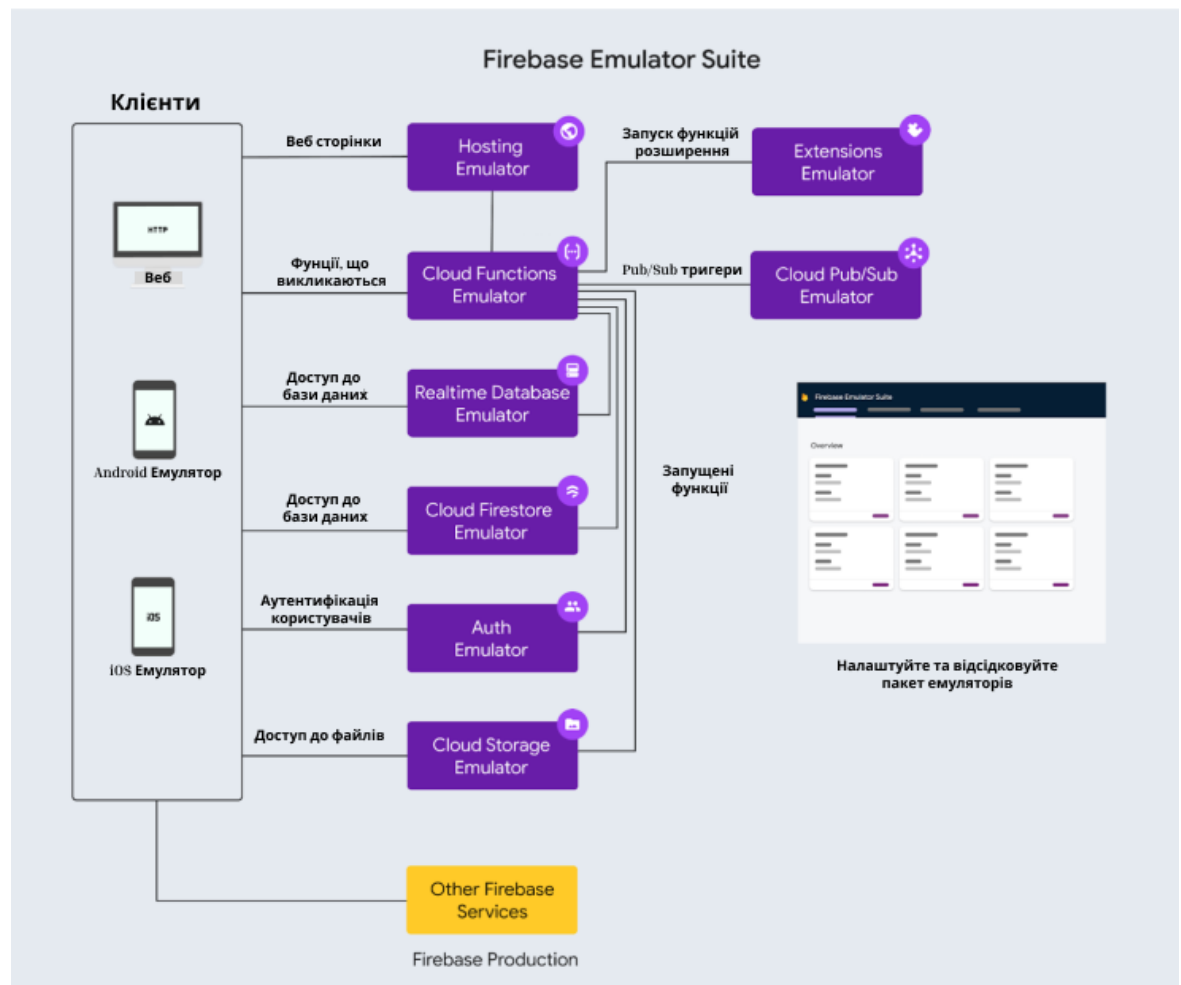 Firebase Emulator Suite
Клієнти
HTTP
Веб
Android Емулятор
iOS
iOS Емулятор
Веб сторінки
Hosting
Emulator
Запуск функцій
розширення
Extensions
Emulator
Фунції, що
викликаються
Cloud Functions
Emulator
Pub/Sub тригери
Cloud Pub/Sub
Emulator
Доступ до
бази даних
Realtime Database
Emulator
Доступ до
бази даних
Cloud Firestore
Emulator
Запущені
функції
Аутентифікація
користувачів
Auth
Emulator
Доступ до файлів
Cloud Storage
Emulator
Firebase Emulator Suite
Overview
Налаштуйте та відсідковуйте
пакет емуляторів
Other Firebase
Services
Firebase Production